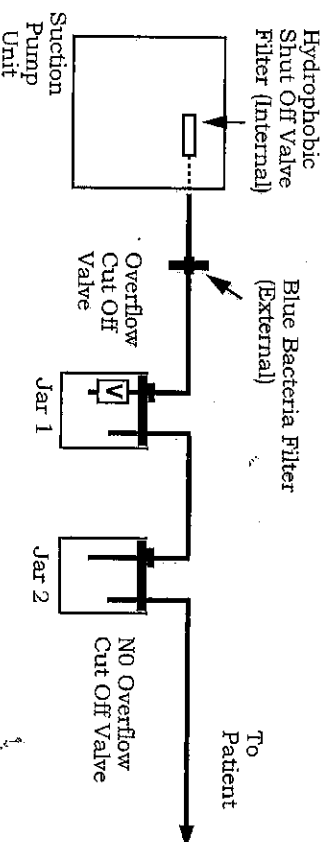 Hydrophobic
Shut Off Valve
Filter (Internal)
Suction
Pump
Unit
Blue Bacteria Filter
(External)
Overflow
Cut Off
Valve
V
Jar 1
Jar 2
NO Overflow
Cut Off Valve
To
Patient